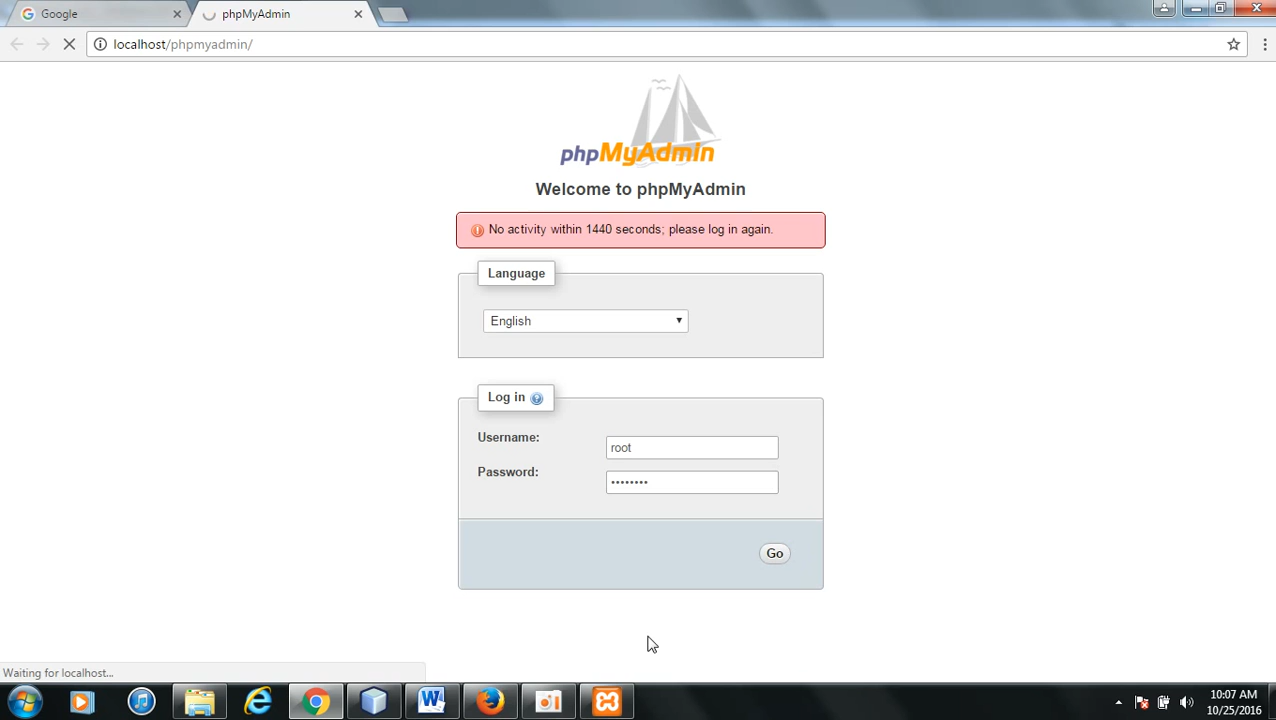 Google
phpMyAdmin
localhost/phpmyadmin/
phpMyAdmin
Welcome to phpMyAdmin
No activity within 1440 seconds; please log in again.
Language
English
Log in
Username:
root
Password:
••••••••
Go
Waiting for localhost...
10:07 AM
10/25/2016